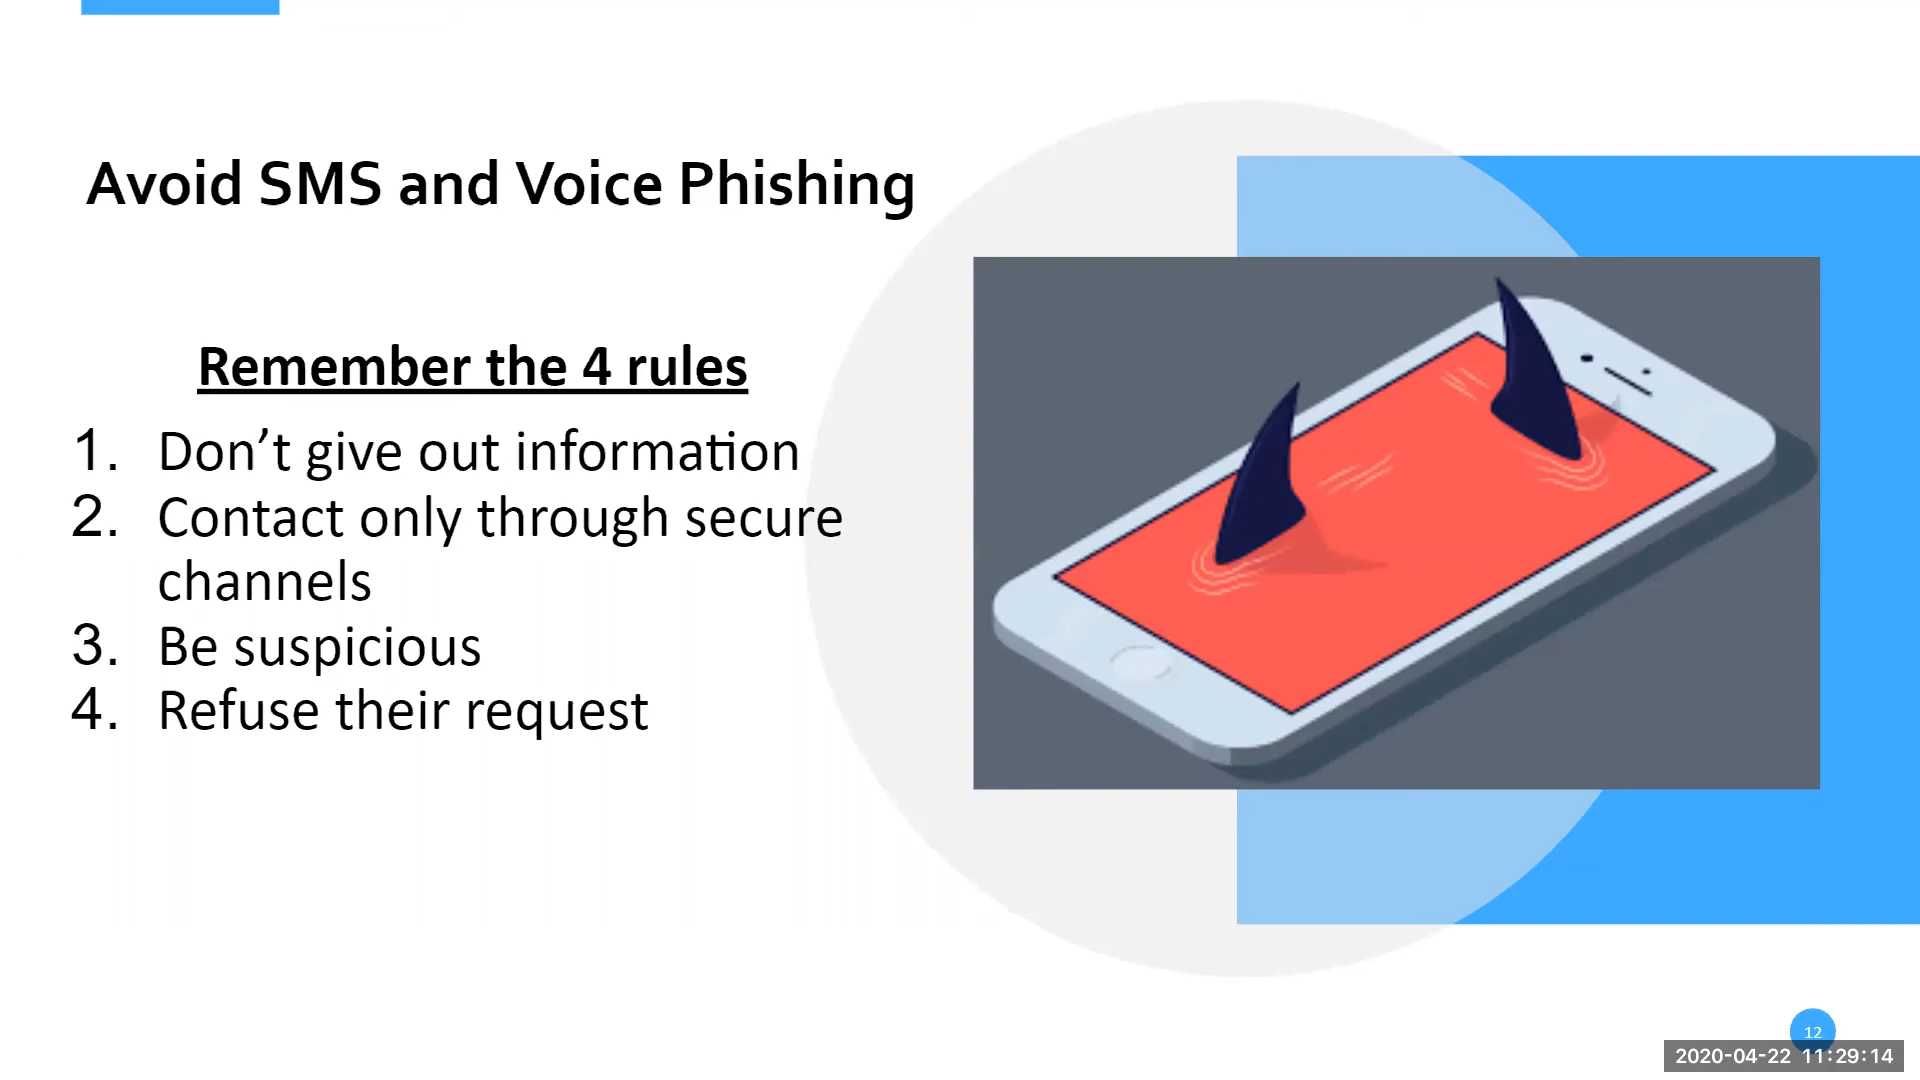 Avoid SMS and Voice Phishing
Remember the 4 rules
1. Don’t give out information
2. Contact only through secure
channels
3. Be suspicious
4. Refuse their request
12
2020-04-22 11:29:14